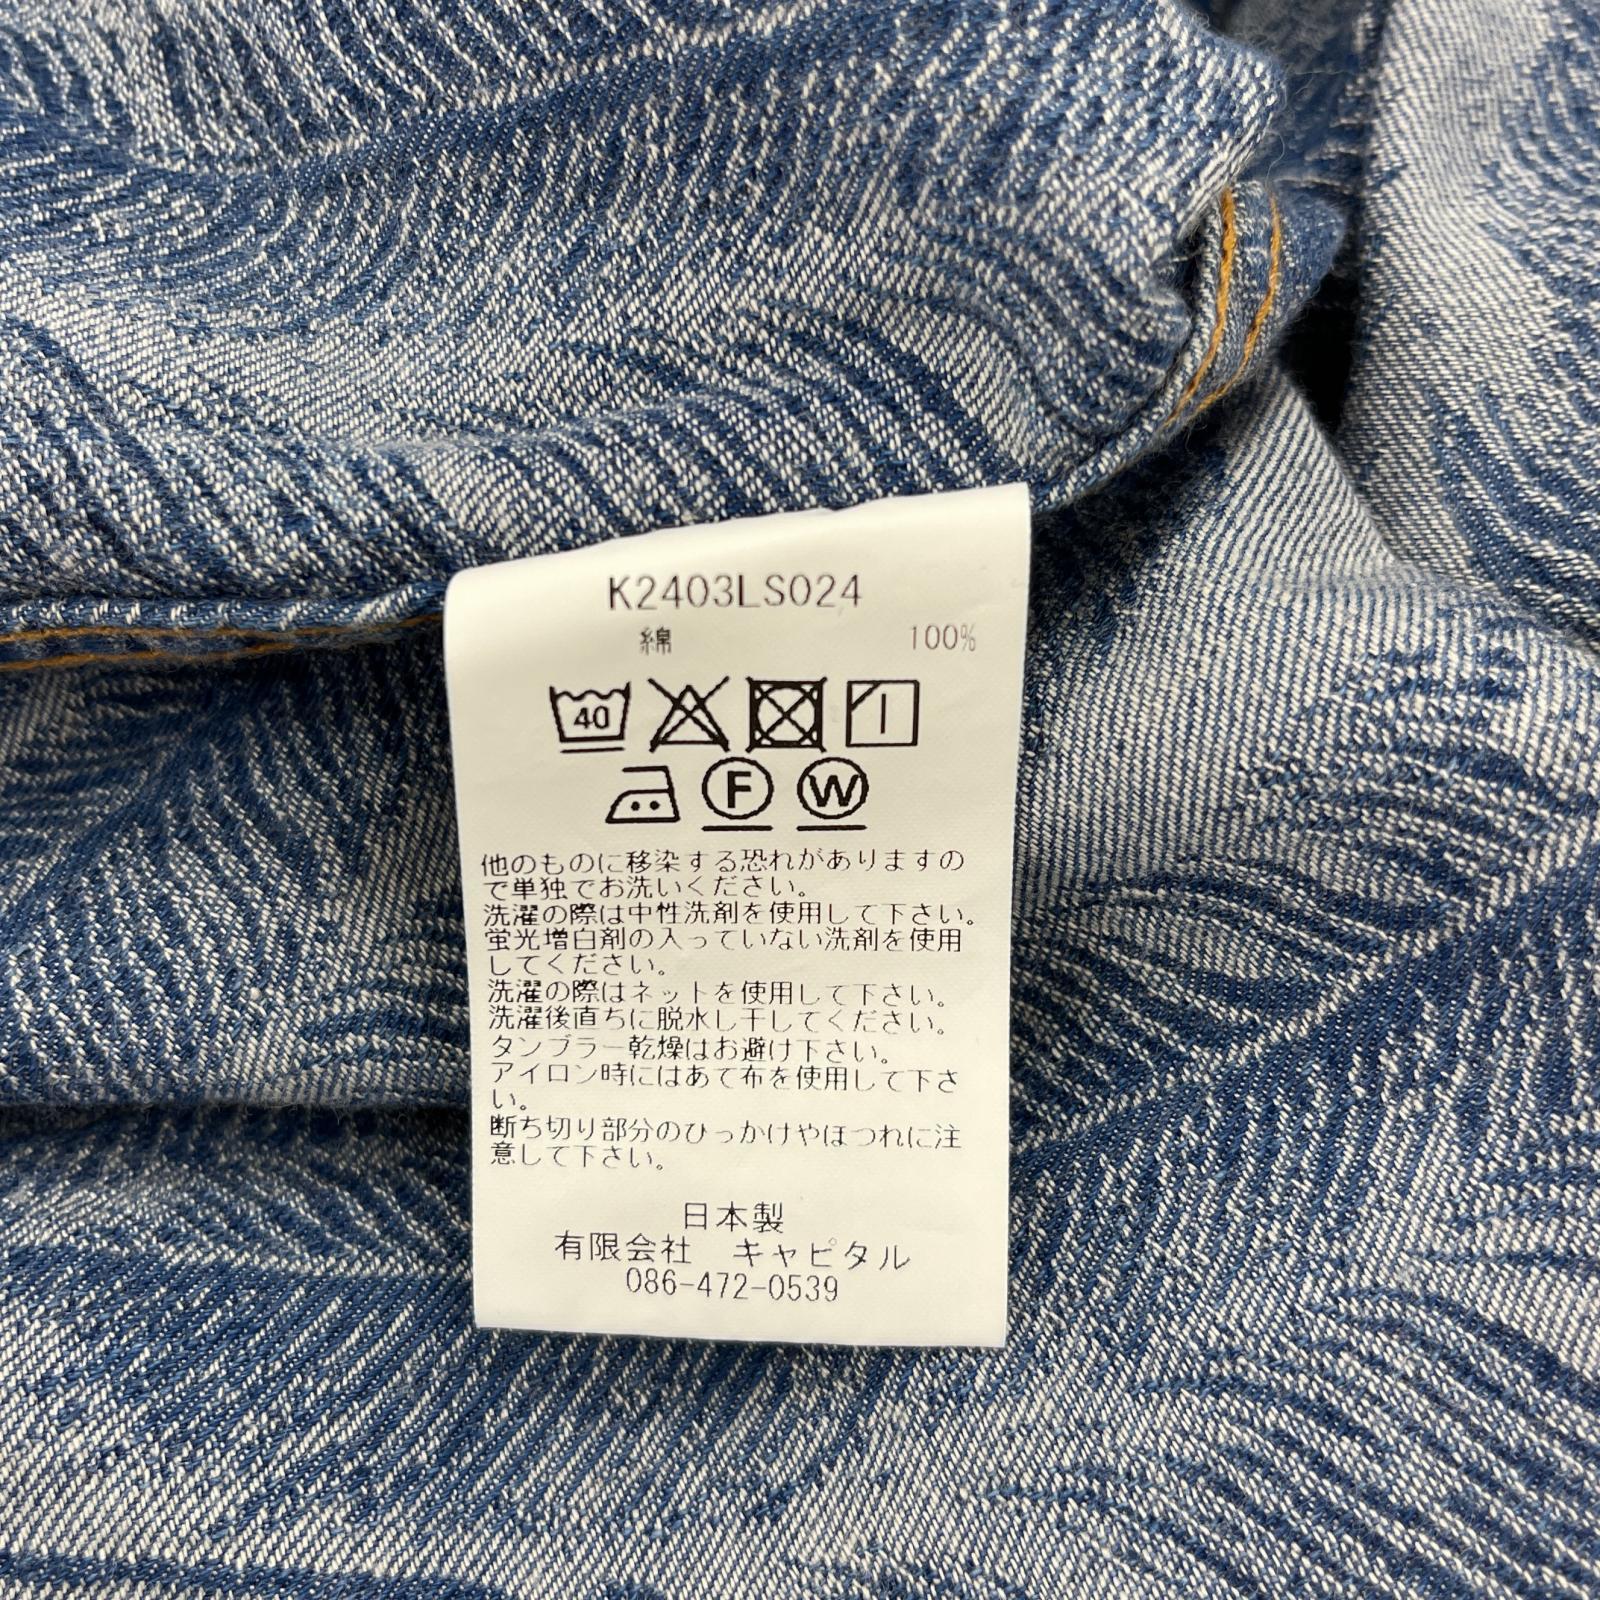 K2403LS024
綿 100%
40
F W
他のものに移染する恐れがありますの
で単独でお洗いください。
洗濯の際は中性洗剤を使用して下さい。
蛍光増白剤の入っていない洗剤を使用
してください。
洗濯の際はネットを使用して下さい。
洗濯後直ちに脱水し干してください。
タンブラー乾燥はお避け下さい。
アイロン時にはあて布を使用して下さ
い。
断ち切り部分のひっかけやほつれに注
意して下さい。
日本製
有限会社 キャピタル
086-472-0539